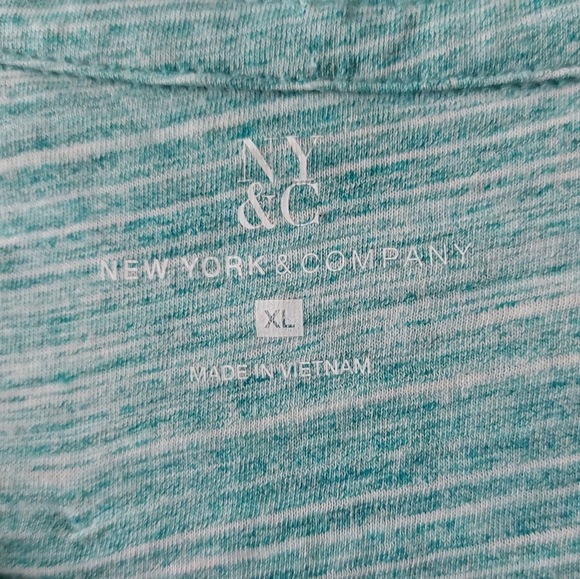 NY
&C
NEW YORK & COMPANY
XL
MADE IN VIETNAM